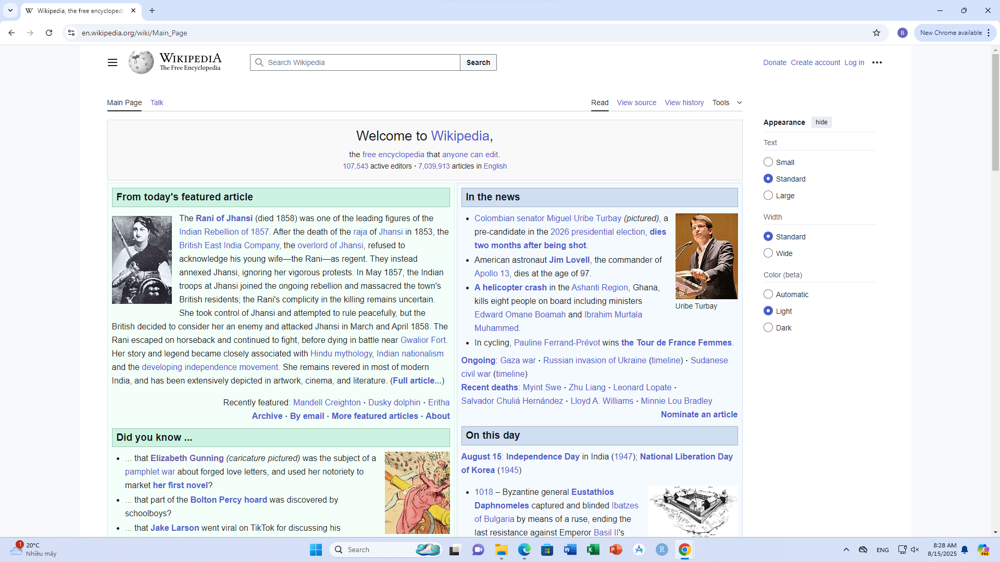 Wikipedia, the free encyclopedi
en.wikipedia.org/wiki/Main_Page
B
New Chrome available
WIKIPEDIA
The Free Encyclopedia
Search Wikipedia
Search
Donate Create account Log in
Main Page Talk
Read View source View history Tools
Welcome to Wikipedia,
the free encyclopedia that anyone can edit.
107,543 active editors · 7,039,913 articles in English
From today's featured article
The Rani of Jhansi (died 1858) was one of the leading figures of the
Indian Rebellion of 1857. After the death of the raja of Jhansi in 1853, the
British East India Company, the overlord of Jhansi, refused to
acknowledge his young wife—the Rani—as regent. They instead
annexed Jhansi, ignoring her vigorous protests. In May 1857, the Indian
troops at Jhansi joined the ongoing rebellion and massacred the town's
British residents; the Rani's complicity in the killing remains uncertain.
She took control of Jhansi and attempted to rule peacefully, but the
British decided to consider her an enemy and attacked Jhansi in March and April 1858. The
Rani escaped on horseback and continued to fight, before dying in battle near Gwalior Fort.
Her story and legend became closely associated with Hindu mythology, Indian nationalism
and the developing independence movement. She remains revered in most of modern
India, and has been extensively depicted in artwork, cinema, and literature. (Full article...)
Recently featured: Mandell Creighton · Dusky dolphin · Eritha
Archive · By email · More featured articles · About
Did you know ...
... that Elizabeth Gunning (caricature pictured) was the subject of a
pamphlet war about forged love letters, and used her notoriety to
market her first novel?
... that part of the Bolton Percy hoard was discovered by
schoolboys?
... that Jake Larson went viral on TikTok for discussing his
In the news
Colombian senator Miguel Uribe Turbay (pictured), a
pre-candidate in the 2026 presidential election, dies
two months after being shot.
American astronaut Jim Lovell, the commander of
Apollo 13, dies at the age of 97.
A helicopter crash in the Ashanti Region, Ghana,
kills eight people on board including ministers
Edward Omane Boamah and Ibrahim Murtala
Muhammed.
In cycling, Pauline Ferrand-Prévot wins the Tour de France Femmes.
Uribe Turbay
Ongoing: Gaza war · Russian invasion of Ukraine (timeline) · Sudanese
civil war (timeline)
Recent deaths: Myint Swe · Zhu Liang · Leonard Lopate ·
Salvador Chuliá Hernández · Lloyd A. Williams · Minnie Lou Bradley
Nominate an article
On this day
August 15: Independence Day in India (1947); National Liberation Day
of Korea (1945)
1018 – Byzantine general Eustathios
Daphnomeles captured and blinded Ibatzes
of Bulgaria by means of a ruse, ending the
last resistance against Emperor Basil II's
Appearance hide
Text
Small
Standard
Large
Width
Standard
Wide
Color (beta)
Automatic
Light
Dark
1
20°C
Nhiều mây
Search
ENG
8:28 AM
8/15/2025
PRE